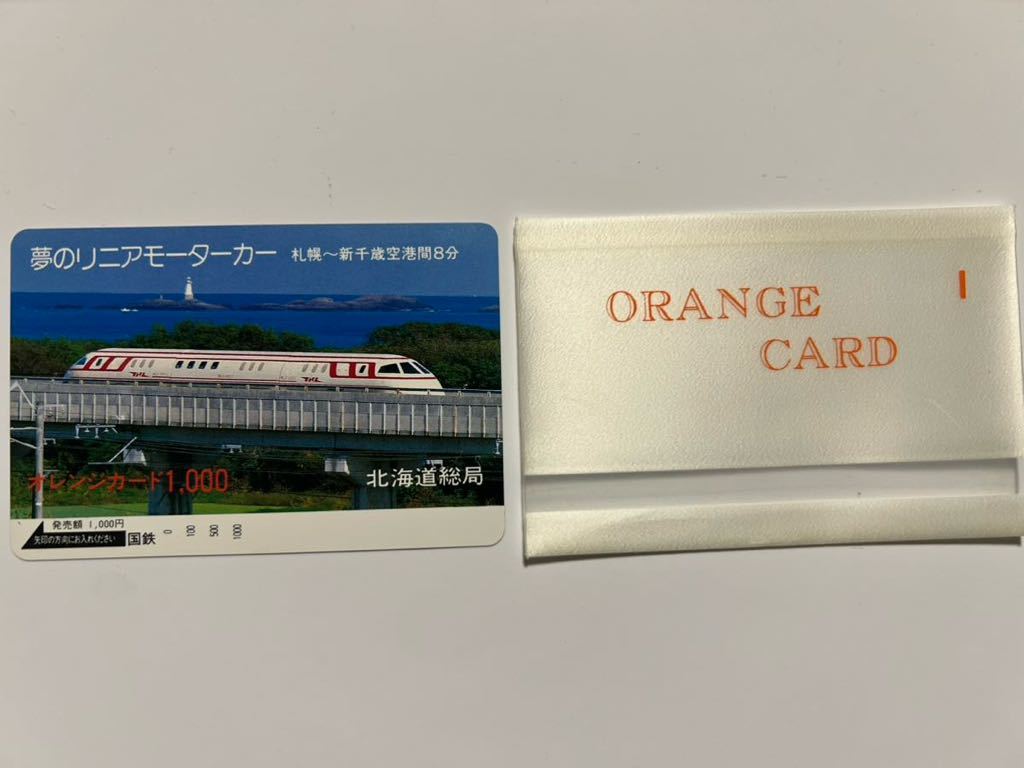 夢のリニアモーターカー 札幌～新千歳空港間8分
オレンジカード1,000
北海道総局
発売額 1,000円
矢印の方向にお入れください
国鉄
0 100 500 1000
ORANGE
CARD